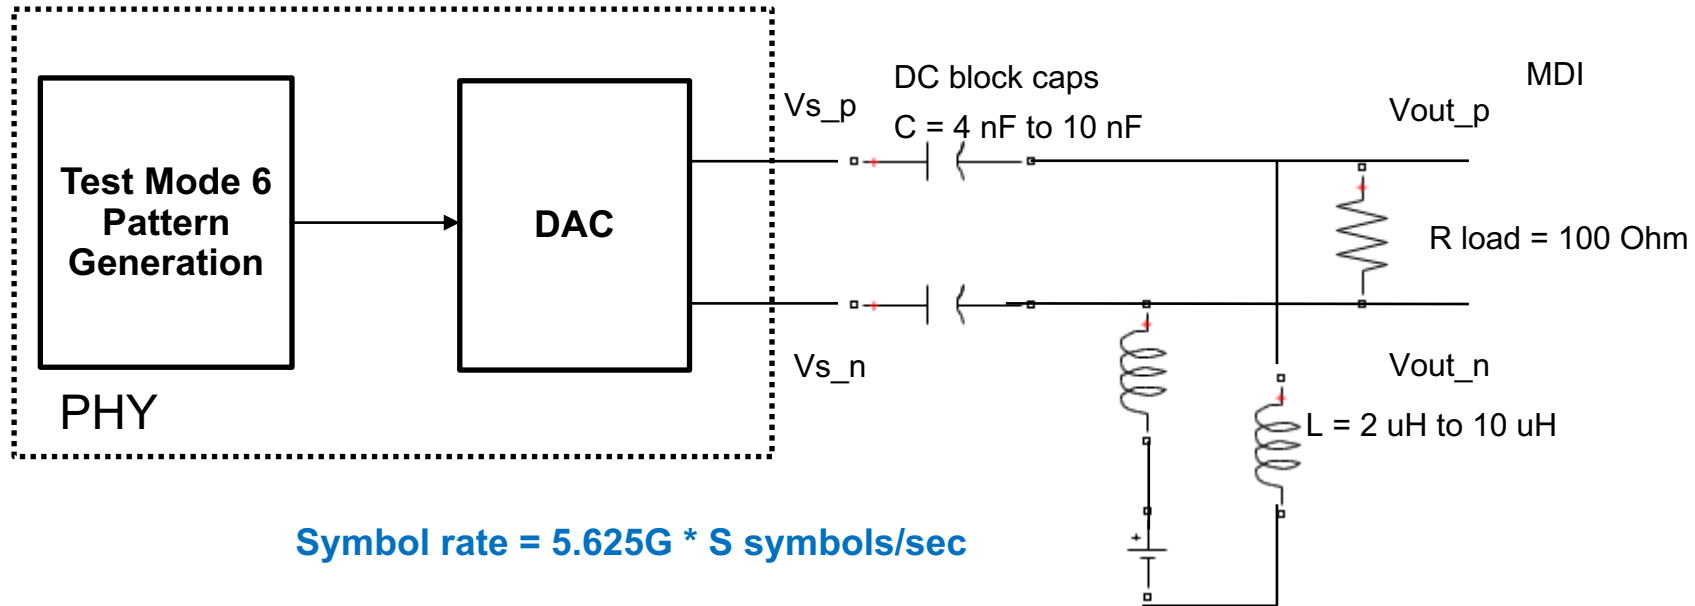 DC block caps
MDI
Vs_p
C = 4 nF to 10 nF
Vout_p
Test Mode 6
Pattern
Generation
DAC
R load = 100 Ohm
Vs_n
Vout_n
PHY
L = 2 uH to 10 uH
Symbol rate = 5.625G * S symbols/sec
+